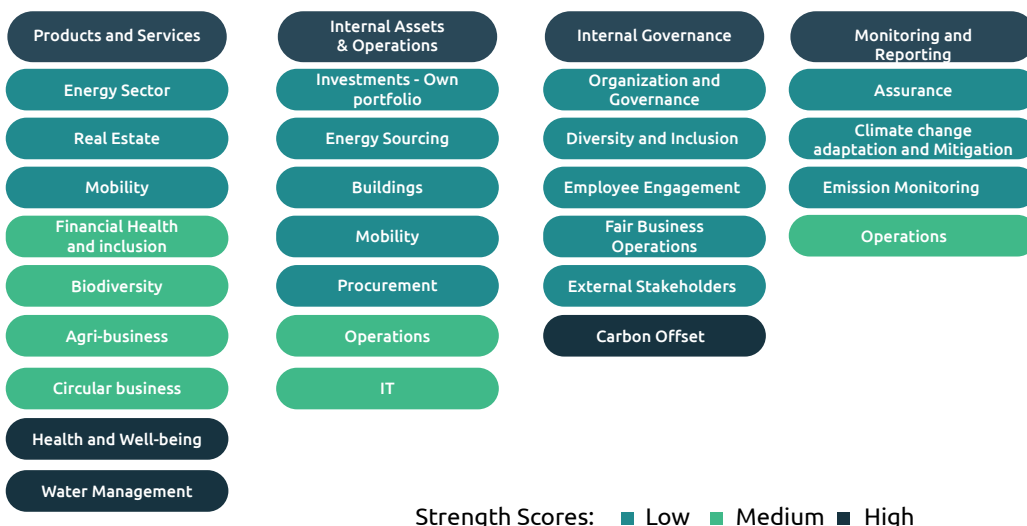 Products and Services
Energy Sector
Real Estate
Mobility
Financial Health
and inclusion
Biodiversity
Agri-business
Circular business
Health and Well-being
Water Management
Internal Assets
& Operations
Investments - Own
portfolio
Energy Sourcing
Buildings
Mobility
Procurement
Operations
IT
Internal Governance
Organization and
Governance
Diversity and Inclusion
Employee Engagement
Fair Business
Operations
External Stakeholders
Carbon Offset
Monitoring and
Reporting
Assurance
Climate change
adaptation and Mitigation
Emission Monitoring
Operations
Strength Scores: Low Medium High